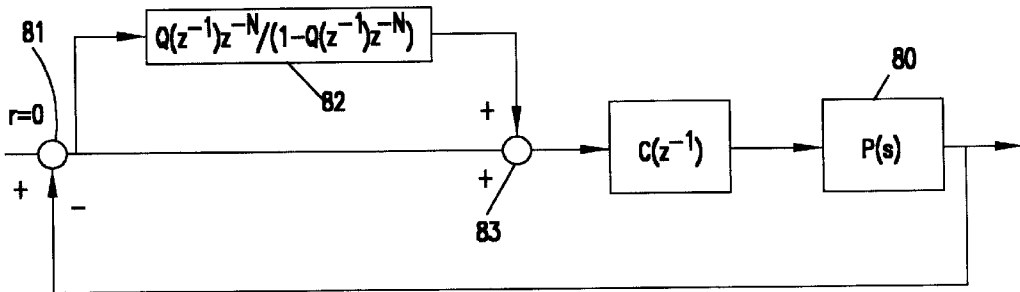 81
Q(z⁻¹)z⁻ᴺ/(1-Q(z⁻¹)z⁻ᴺ)
82
80
r=0
+
C(z⁻¹)
P(s)
+
+
−
83